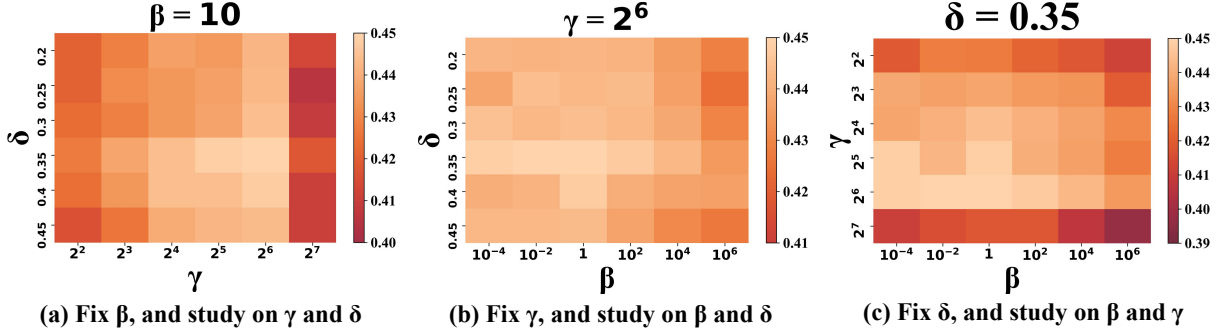 β = 10
0.2
0.25
0.3
0.35
0.4
0.45
δ
2² 2³ 2⁴ 2⁵ 2⁶ 2⁷
γ
0.45
0.44
0.43
0.42
0.41
0.40
(a) Fix β, and study on γ and δ
γ = 2⁶
0.2
0.25
0.3
0.35
0.4
0.45
δ
10⁻⁴ 10⁻² 1 10² 10⁴ 10⁶
β
0.45
0.44
0.43
0.42
0.41
(b) Fix γ, and study on β and δ
δ = 0.35
2²
2³
2⁴
2⁵
2⁶
2⁷
γ
10⁻⁴ 10⁻² 1 10² 10⁴ 10⁶
β
0.45
0.44
0.43
0.42
0.41
0.40
0.39
(c) Fix δ, and study on β and γ